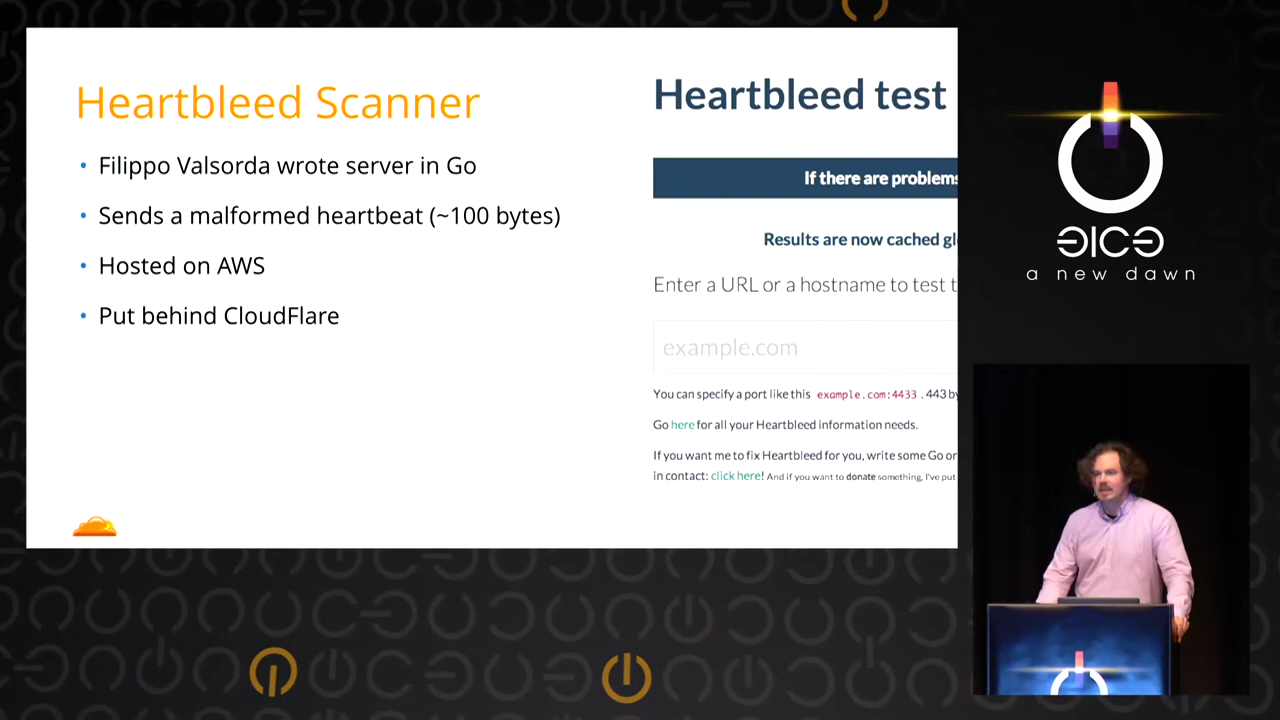 Heartbleed Scanner
• Filippo Valsorda wrote server in Go
• Sends a malformed heartbeat (~100 bytes)
• Hosted on AWS
• Put behind CloudFlare
Heartbleed test
If there are problems
Results are now cached gl
Enter a URL or a hostname to test t
example.com
You can specify a port like this example.com:4433 . 443 by
Go here for all your Heartbleed information needs.
If you want me to fix Heartbleed for you, write some Go or
in contact: click here! And if you want to donate something, I've put
31C3
a new dawn